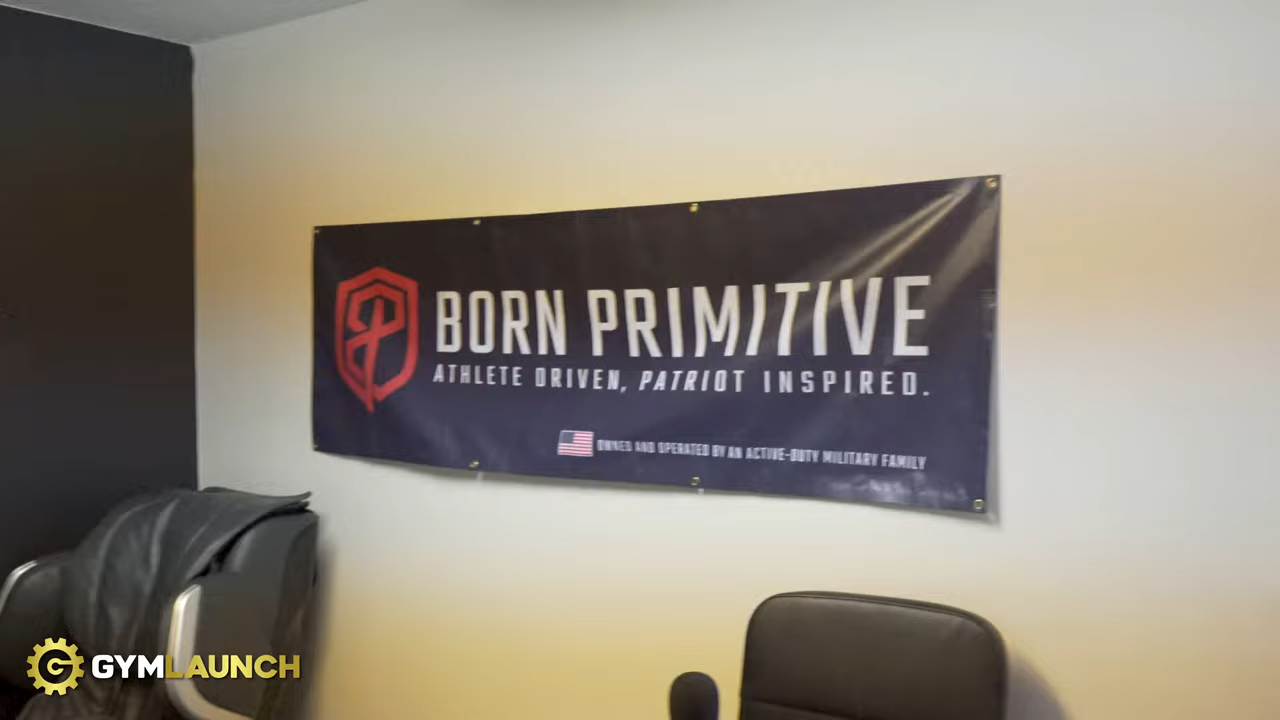 BORN PRIMITIVE
ATHLETE DRIVEN, PATRIOT INSPIRED.
OWNED AND OPERATED BY AN ACTIVE-DUTY MILITARY FAMILY
G GYMLAUNCH